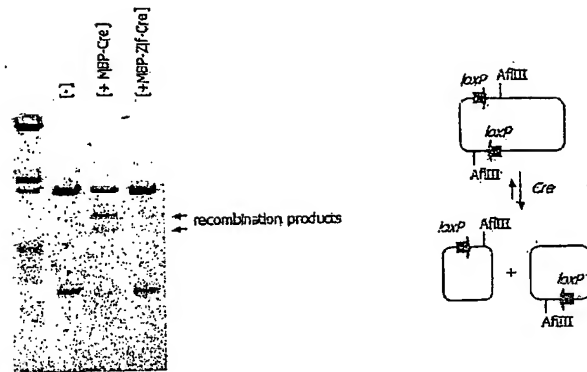 [-]
[+ MBP-Cre]
[+MBP-Zif-Cre]
recombination products
loxP
AflIII
loxP
AflIII
Cre
loxP
AflIII
+
loxP
AflIII